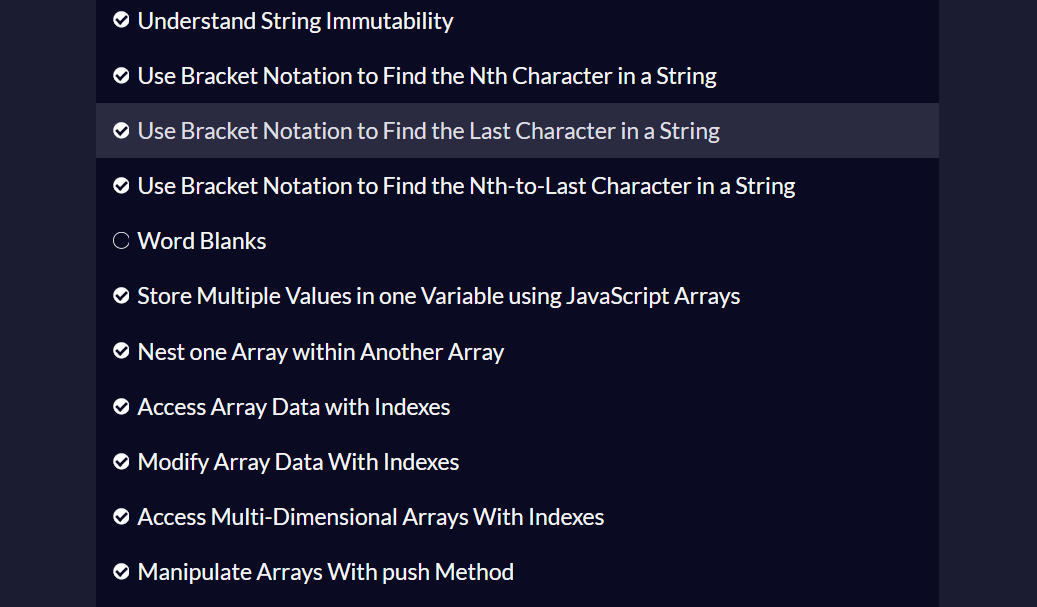 Understand String Immutability
Use Bracket Notation to Find the Nth Character in a String
Use Bracket Notation to Find the Last Character in a String
Use Bracket Notation to Find the Nth-to-Last Character in a String
Word Blanks
Store Multiple Values in one Variable using JavaScript Arrays
Nest one Array within Another Array
Access Array Data with Indexes
Modify Array Data With Indexes
Access Multi-Dimensional Arrays With Indexes
Manipulate Arrays With push Method